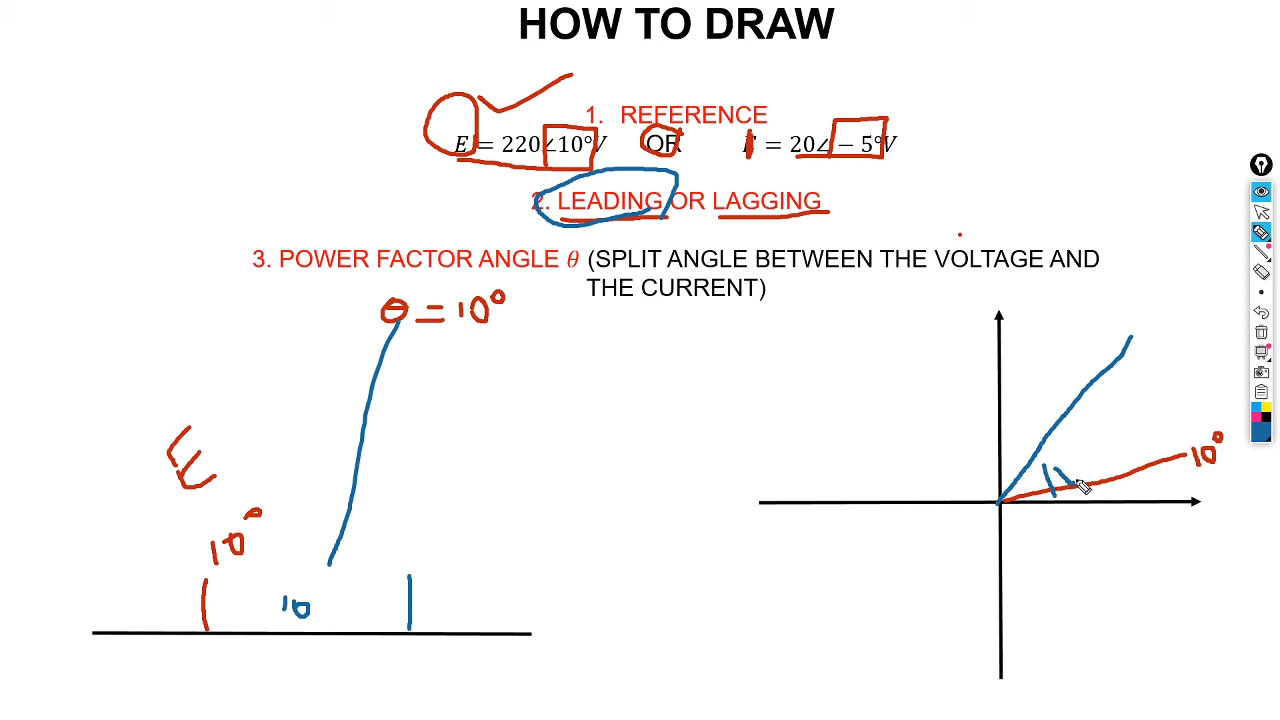 HOW TO DRAW
1. REFERENCE
E = 220∠10°V OR = 20∠ − 5°V
2. LEADING OR LAGGING
3. POWER FACTOR ANGLE θ (SPLIT ANGLE BETWEEN THE VOLTAGE AND
THE CURRENT)
θ = 10°
E
10°
10
10°